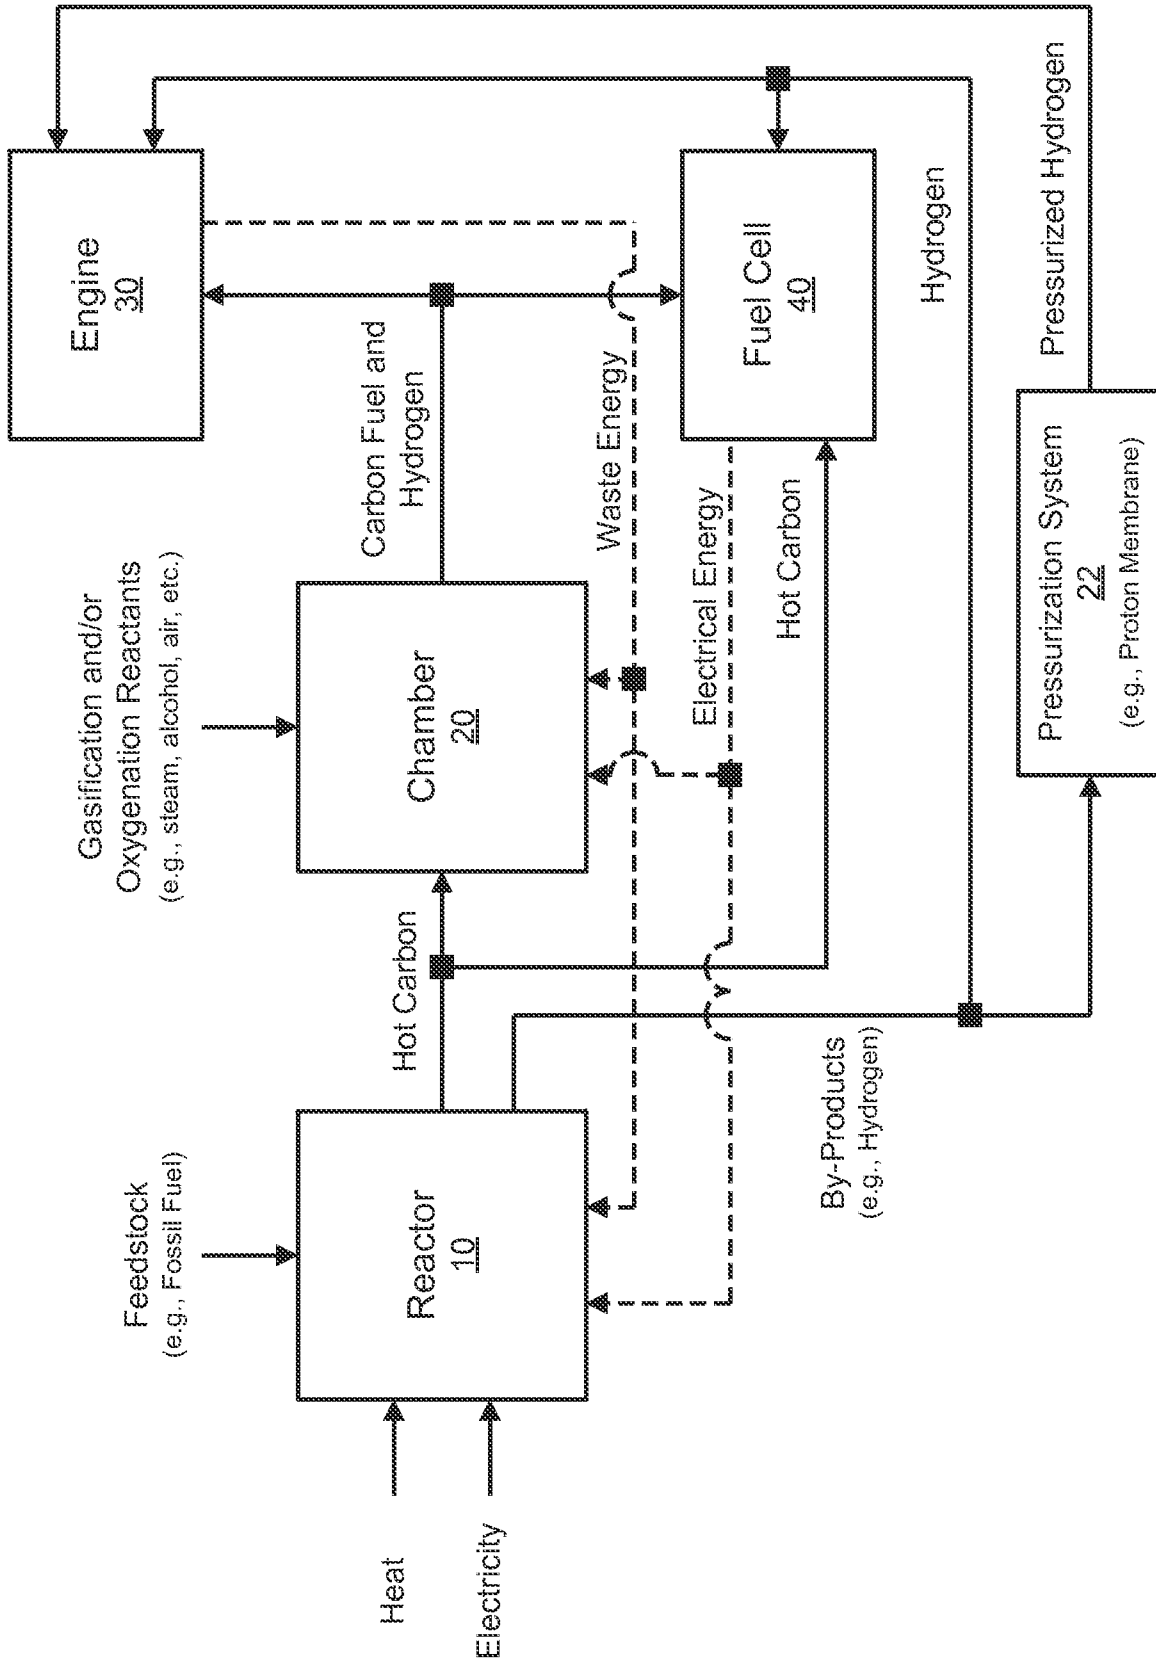 Heat
Electricity
Feedstock
(e.g., Fossil Fuel)
Reactor
10
Hot Carbon
By-Products
(e.g., Hydrogen)
Gasification and/or
Oxygenation Reactants
(e.g., steam, alcohol, air, etc.)
Chamber
20
Carbon Fuel and
Hydrogen
Waste Energy
Electrical Energy
Hot Carbon
Pressurization System
22
(e.g., Proton Membrane)
Engine
30
Fuel Cell
40
Hydrogen
Pressurized Hydrogen